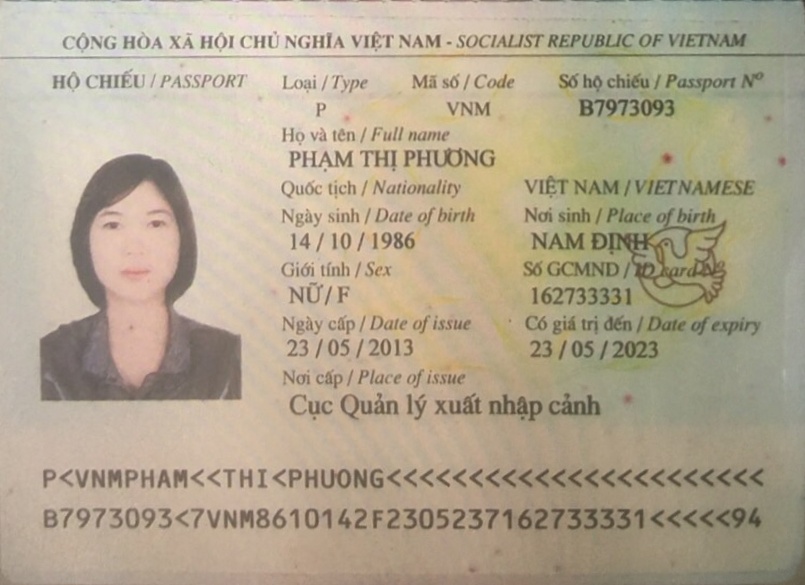 CỘNG HÒA XÃ HỘI CHỦ NGHĨA VIỆT NAM - SOCIALIST REPUBLIC OF VIETNAM
HỘ CHIẾU / PASSPORT Loại / Type Mã số / Code Số hộ chiếu / Passport Nº
P VNM B7973093
Họ và tên / Full name
PHẠM THỊ PHƯƠNG
Quốc tịch / Nationality VIỆT NAM / VIETNAMESE
Ngày sinh / Date of birth Nơi sinh / Place of birth
14 / 10 / 1986 NAM ĐỊNH
Giới tính / Sex Số GCMND / ID card Nº
NỮ / F 162733331
Ngày cấp / Date of issue Có giá trị đến / Date of expiry
23 / 05 / 2013 23 / 05 / 2023
Nơi cấp / Place of issue
Cục Quản lý xuất nhập cảnh
P<VNMPHAM<<THI<PHUONG<<<<<<<<<<<<<<<<<<<<<<<
B7973093<7VNM8610142F2305237162733331<<<<<94